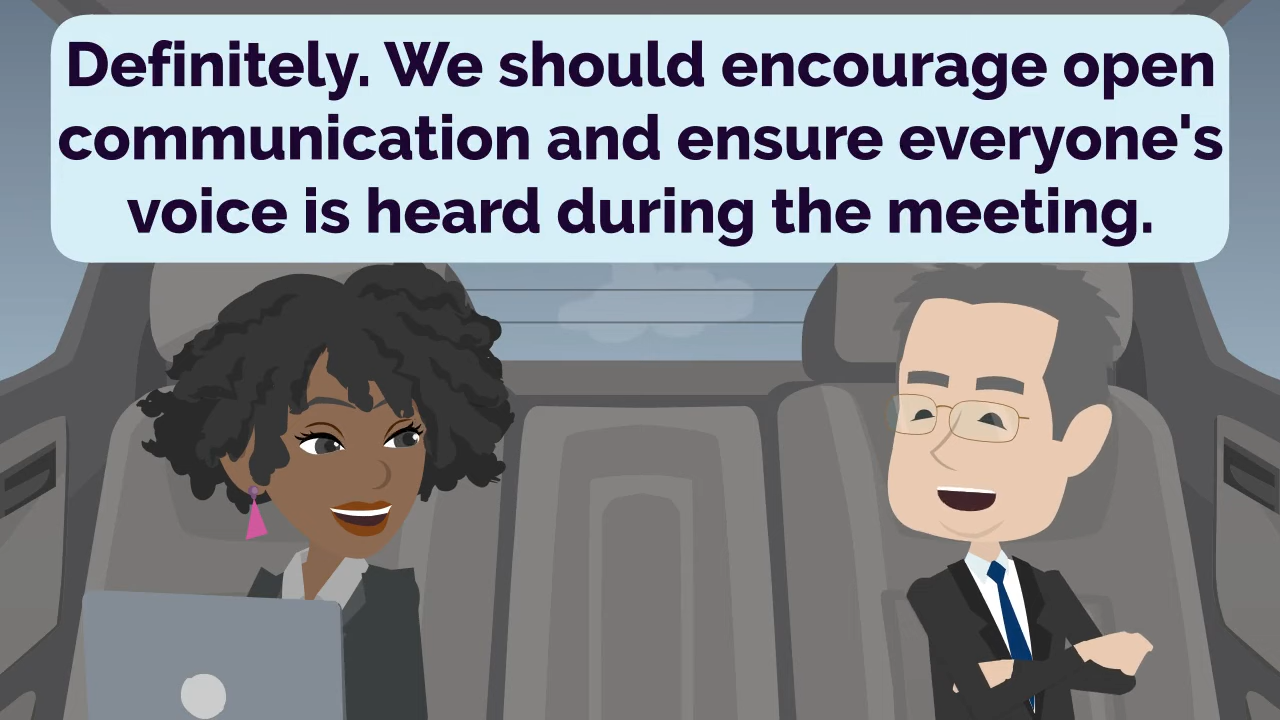 Definitely. We should encourage open
communication and ensure everyone's
voice is heard during the meeting.